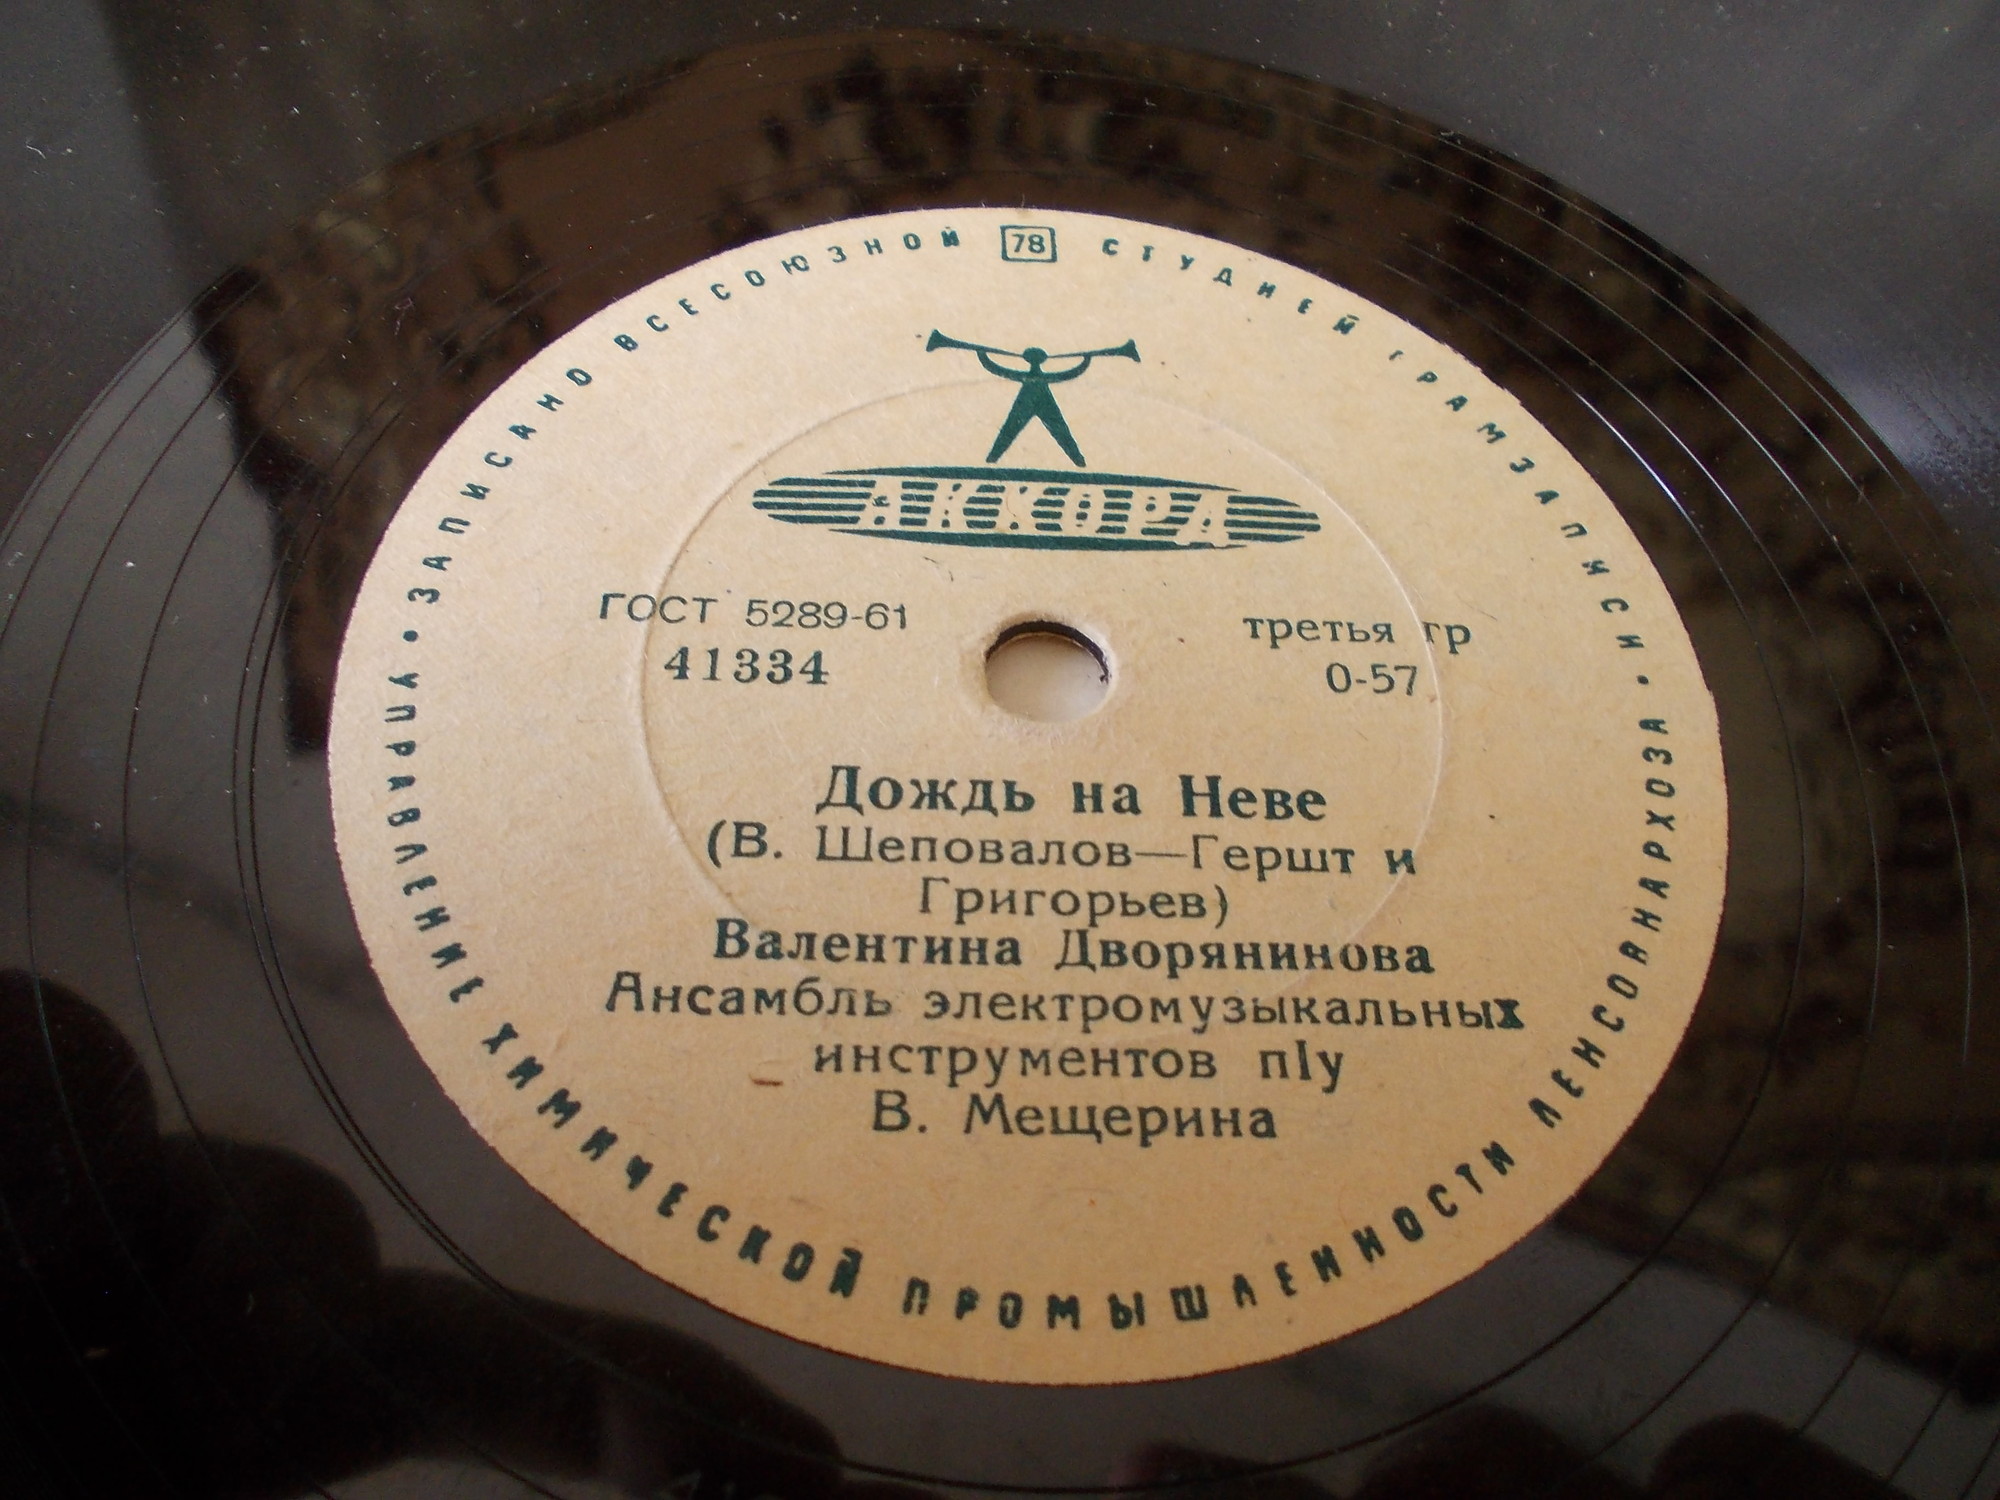 • ЗАПИСАНО ВСЕСОЮЗНОЙ 78 СТУДИЕЙ ГРАМЗАПИСИ •
АККОРД
ГОСТ 5289-61
41334
третья гр
0-57
Дождь на Неве
(В. Шеповалов—Гершт и
Григорьев)
Валентина Дворянинова
Ансамбль электромузыкальных
инструментов п|у
В. Мещерина
УПРАВЛЕНИЕ ХИМИЧЕСКОЙ ПРОМЫШЛЕННОСТИ ЛЕНСОВНАРХОЗА